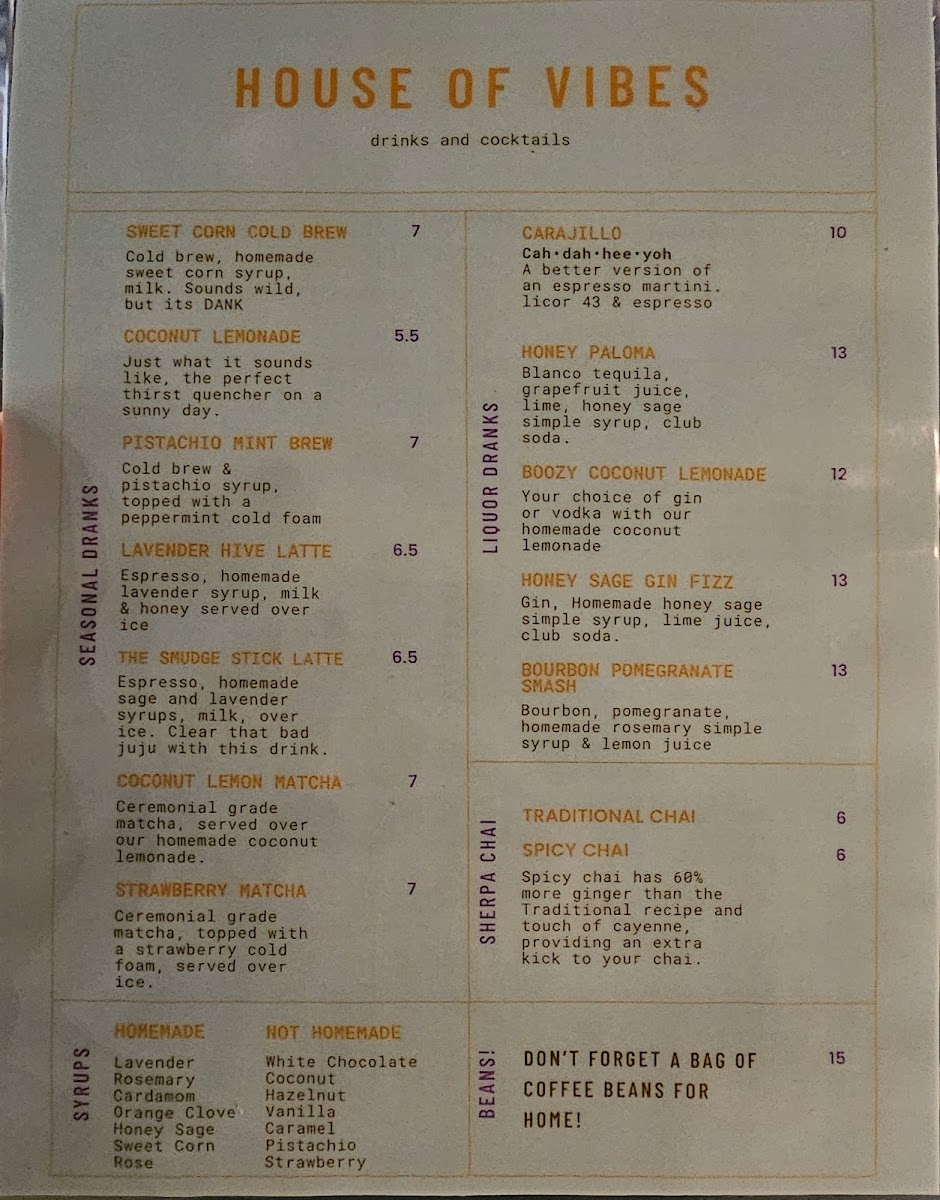 HOUSE OF VIBES
drinks and cocktails
SEASONAL DRANKS
SWEET CORN COLD BREW 7
Cold brew, homemade
sweet corn syrup,
milk. Sounds wild,
but its DANK
COCONUT LEMONADE 5.5
Just what it sounds
like, the perfect
thirst quencher on a
sunny day.
PISTACHIO MINT BREW 7
Cold brew &
pistachio syrup,
topped with a
peppermint cold foam
LAVENDER HIVE LATTE 6.5
Espresso, homemade
lavender syrup, milk
& honey served over
ice
THE SMUDGE STICK LATTE 6.5
Espresso, homemade
sage and lavender
syrups, milk, over
ice. Clear that bad
juju with this drink.
COCONUT LEMON MATCHA 7
Ceremonial grade
matcha, served over
our homemade coconut
lemonade.
STRAWBERRY MATCHA 7
Ceremonial grade
matcha, topped with
a strawberry cold
foam, served over
ice.
LIQUOR DRANKS
CARAJILLO 10
Cah·dah·hee·yoh
A better version of
an espresso martini.
licor 43 & espresso
HONEY PALOMA 13
Blanco tequila,
grapefruit juice,
lime, honey sage
simple syrup, club
soda.
BOOZY COCONUT LEMONADE 12
Your choice of gin
or vodka with our
homemade coconut
lemonade
HONEY SAGE GIN FIZZ 13
Gin, Homemade honey sage
simple syrup, lime juice,
club soda.
BOURBON POMEGRANATE 13
SMASH
Bourbon, pomegranate,
homemade rosemary simple
syrup & lemon juice
SHERPA CHAI
TRADITIONAL CHAI 6
SPICY CHAI 6
Spicy chai has 60%
more ginger than the
Traditional recipe and
touch of cayenne,
providing an extra
kick to your chai.
SYRUPS
HOMEMADE
Lavender
Rosemary
Cardamom
Orange Clove
Honey Sage
Sweet Corn
Rose
NOT HOMEMADE
White Chocolate
Coconut
Hazelnut
Vanilla
Caramel
Pistachio
Strawberry
BEANS!
DON'T FORGET A BAG OF 15
COFFEE BEANS FOR
HOME!